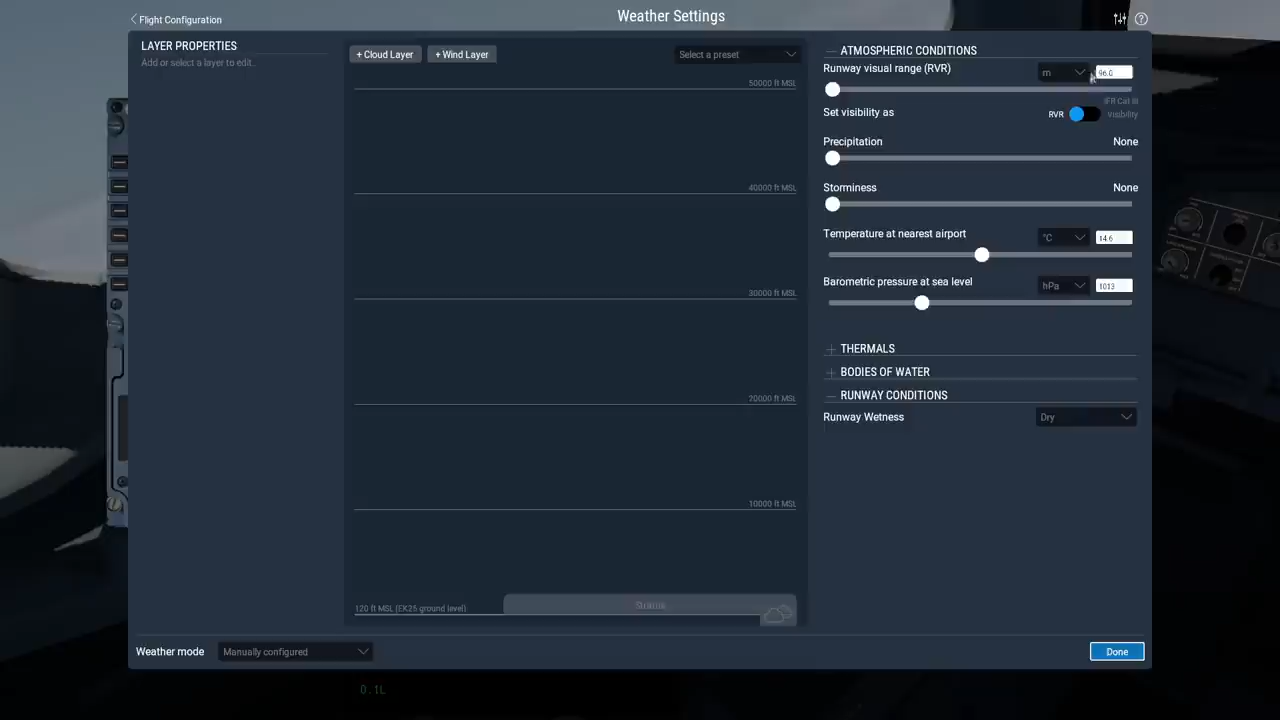 Flight Configuration
Weather Settings
LAYER PROPERTIES
Add or select a layer to edit..
+ Cloud Layer
+ Wind Layer
Select a preset
50000 ft MSL
40000 ft MSL
30000 ft MSL
20000 ft MSL
10000 ft MSL
Stratus
120 ft MSL (EK25 ground level)
ATMOSPHERIC CONDITIONS
Runway visual range (RVR)
m
96.0
IFR Cat III
Set visibility as
RVR
Visibility
Precipitation
None
Storminess
None
Temperature at nearest airport
°C
14.6
Barometric pressure at sea level
hPa
1013
THERMALS
BODIES OF WATER
RUNWAY CONDITIONS
Runway Wetness
Dry
Weather mode
Manually configured
Done
0.1L